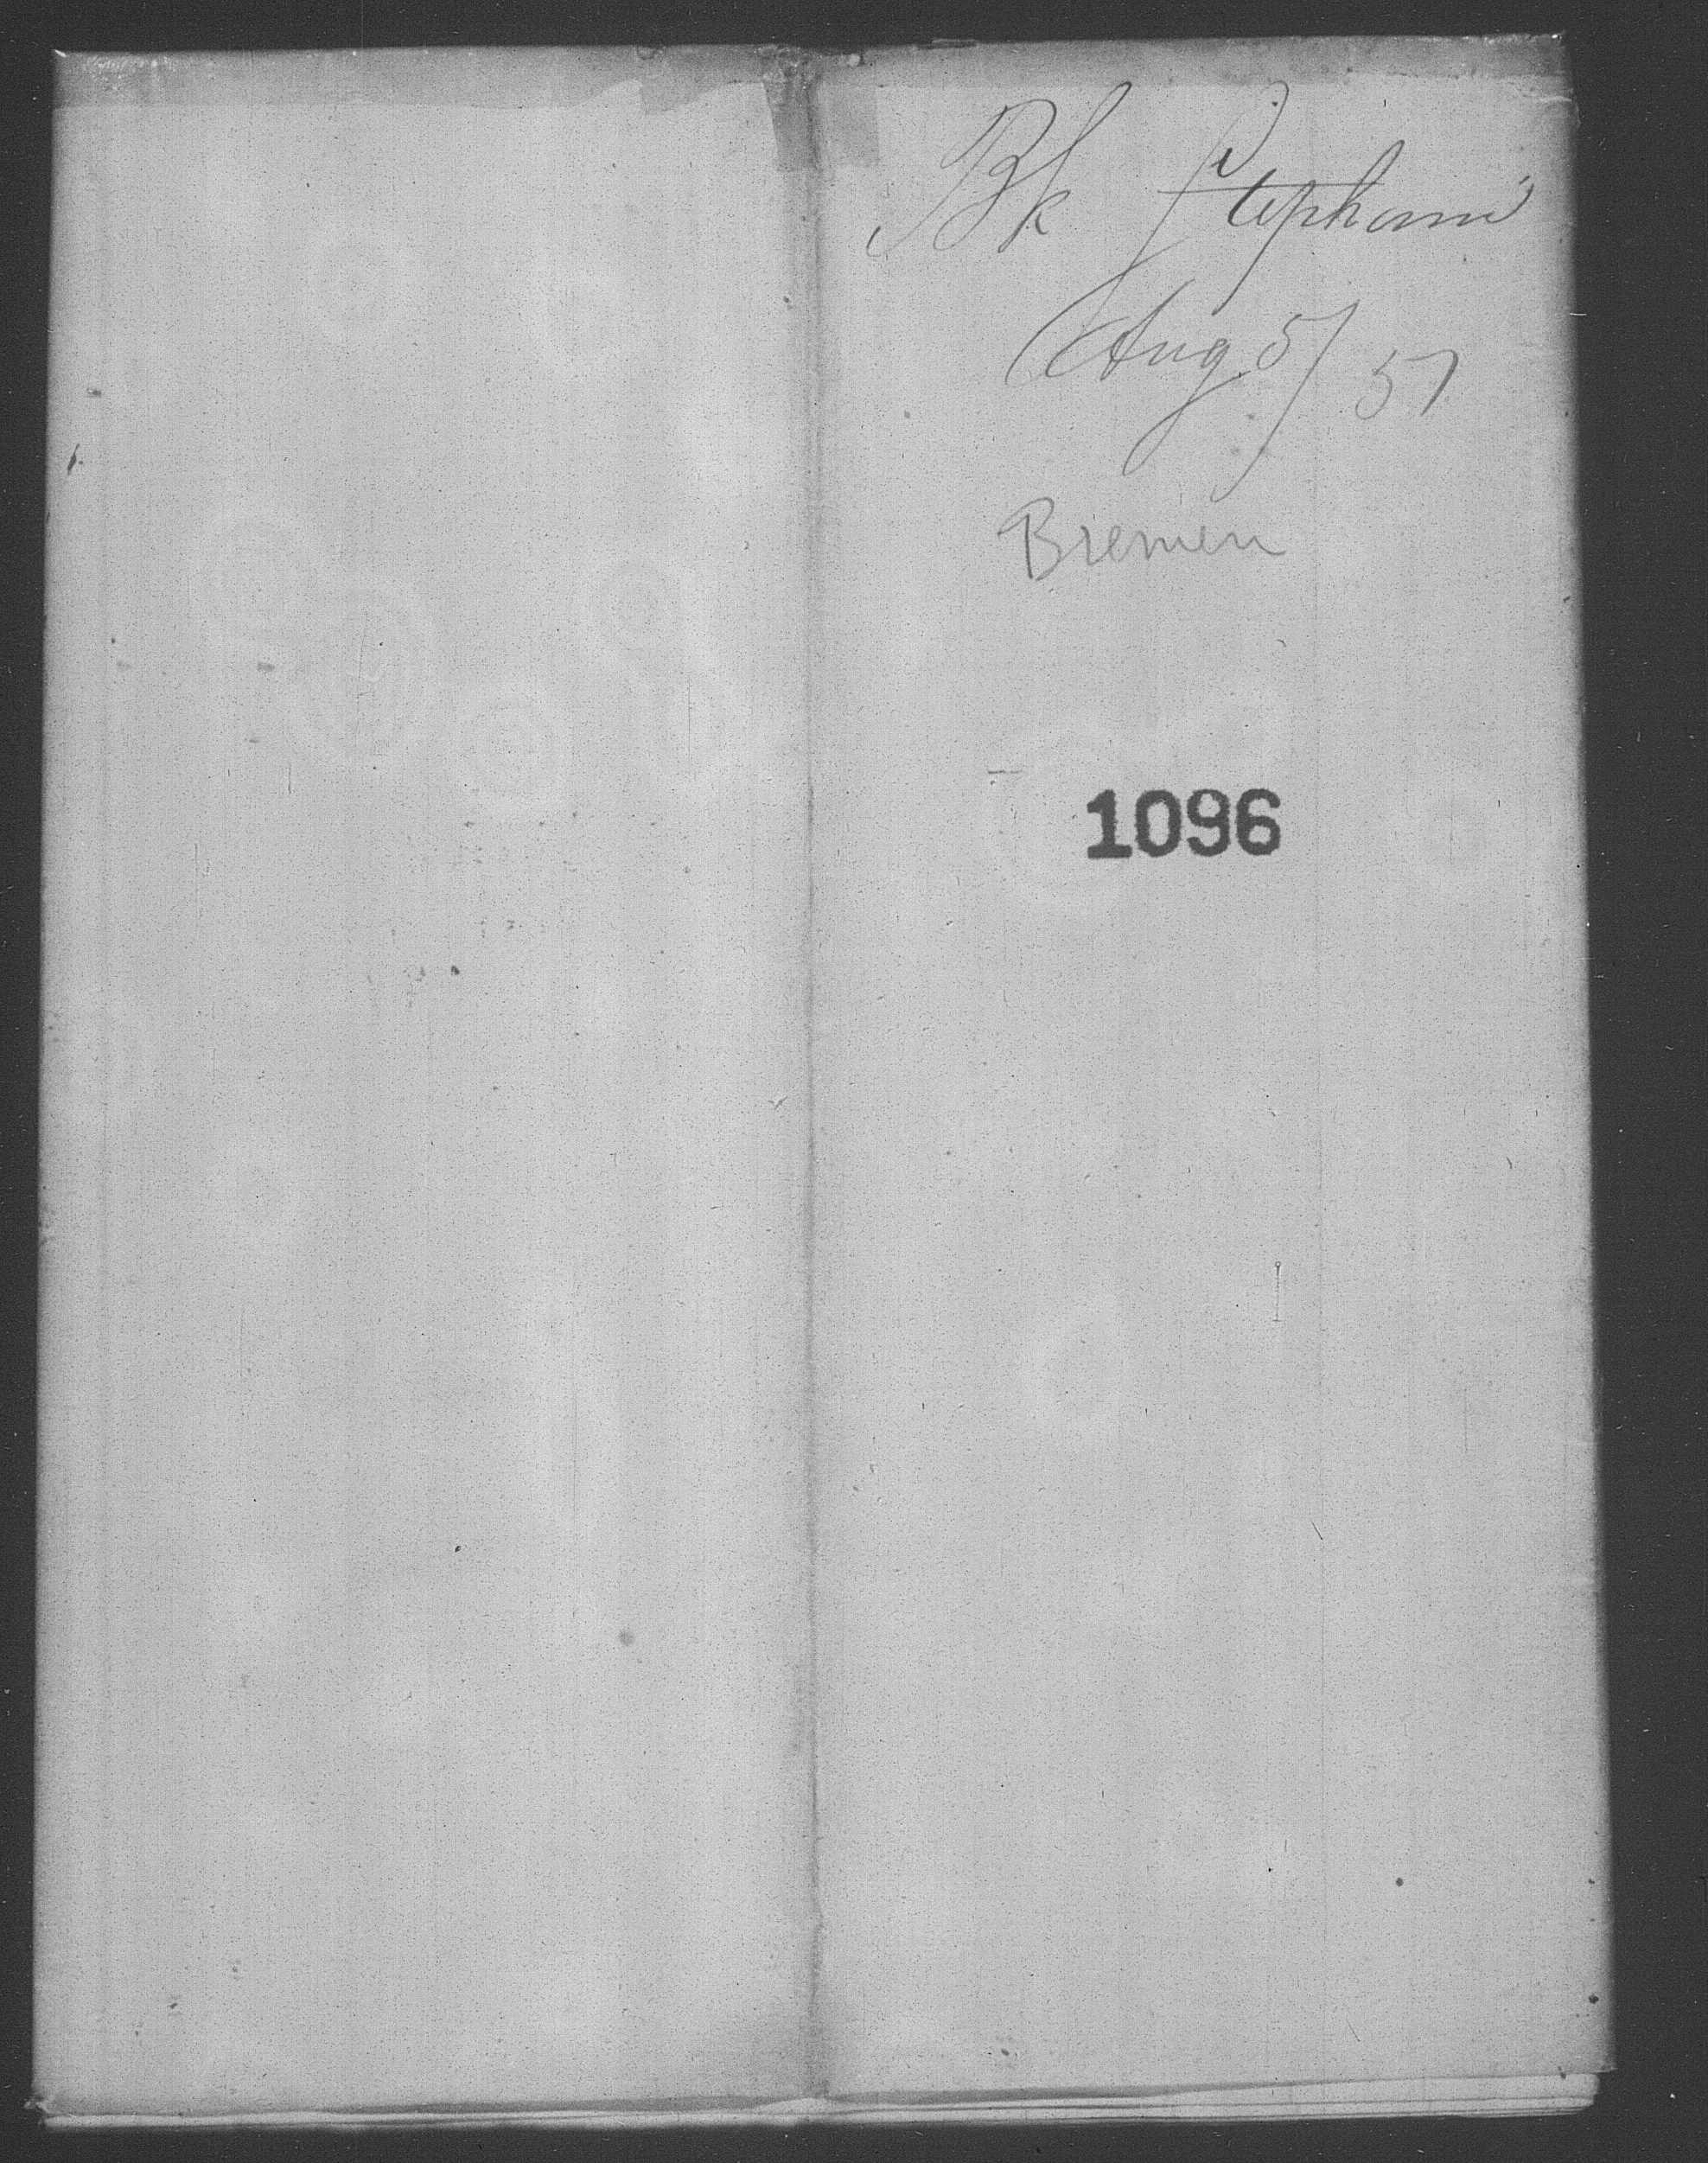 Bk Stephani
Aug 5/57
Bremen
1096